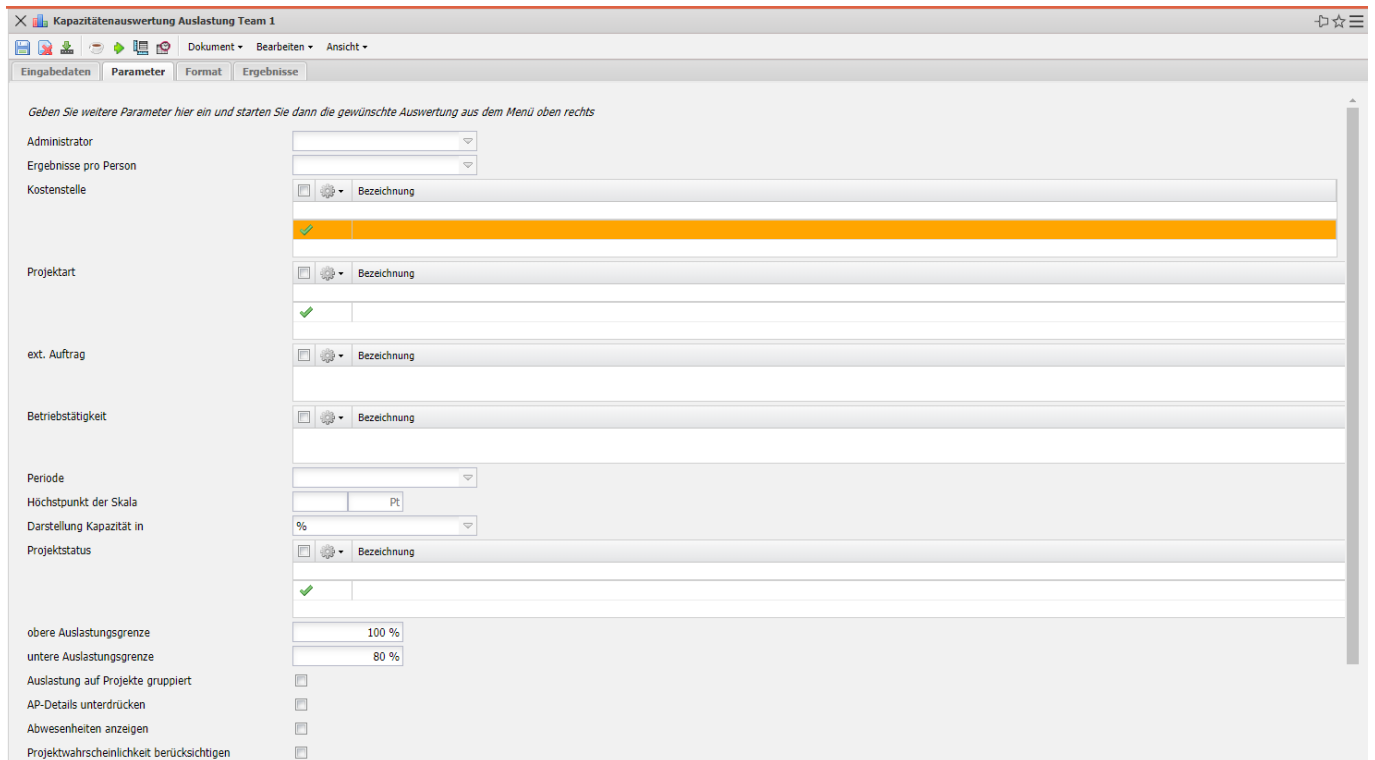 Kapazitätenauswertung Auslastung Team 1
Dokument Bearbeiten Ansicht
Eingabedaten Parameter Format Ergebnisse
Geben Sie weitere Parameter hier ein und starten Sie dann die gewünschte Auswertung aus dem Menü oben rechts
Administrator
Ergebnisse pro Person
Kostenstelle Bezeichnung
Projektart Bezeichnung
ext. Auftrag Bezeichnung
Betriebstätigkeit Bezeichnung
Periode
Höchstpunkt der Skala Pt
Darstellung Kapazität in %
Projektstatus Bezeichnung
obere Auslastungsgrenze 100 %
untere Auslastungsgrenze 80 %
Auslastung auf Projekte gruppiert
AP-Details unterdrücken
Abwesenheiten anzeigen
Projektwahrscheinlichkeit berücksichtigen